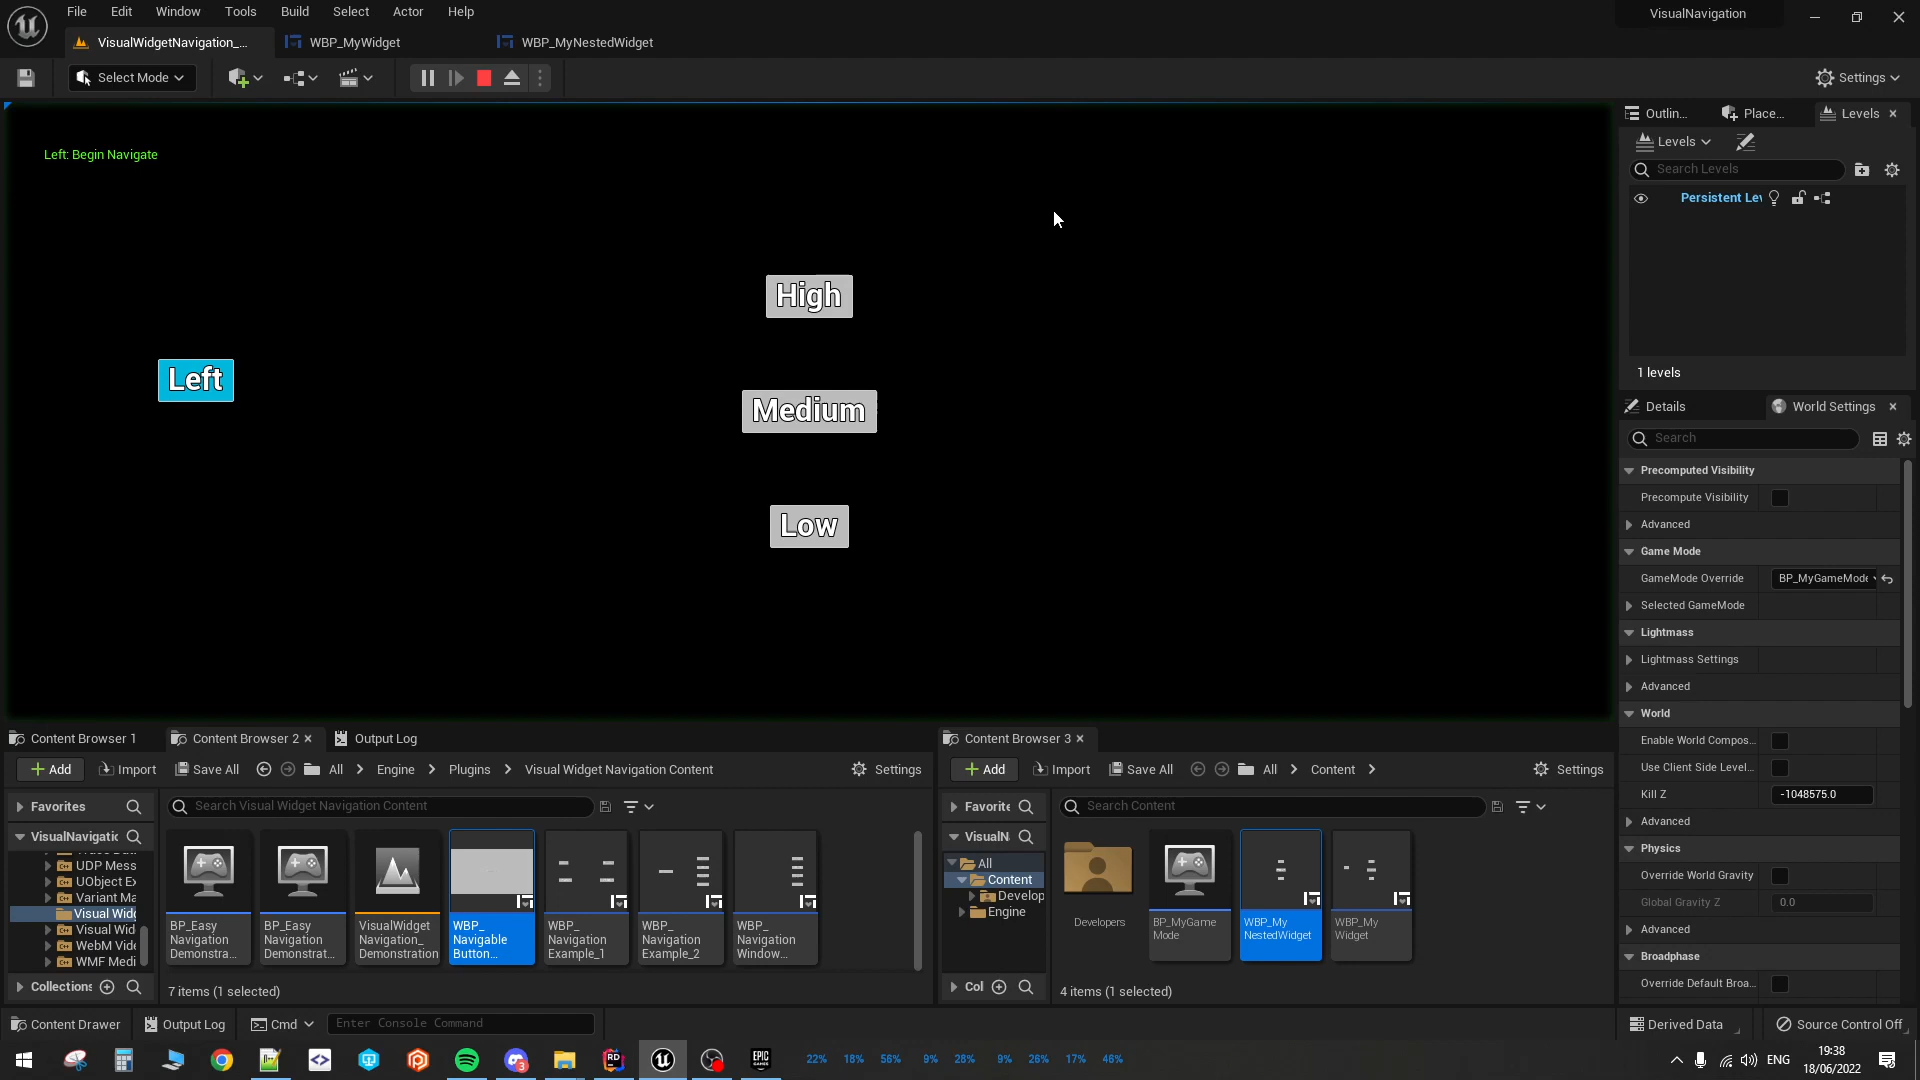 File Edit Window Tools Build Select Actor Help
VisualNavigation
VisualWidgetNavigation_...
WBP_MyWidget
WBP_MyNestedWidget
Select Mode
Settings
Left: Begin Navigate
High
Left
Medium
Low
Outlin...
Place...
Levels
Levels
Search Levels
Persistent Lev
1 levels
Details
World Settings
Search
Precomputed Visibility
Precompute Visibility
Advanced
Game Mode
GameMode Override
BP_MyGameMode
Selected GameMode
Lightmass
Lightmass Settings
Advanced
World
Enable World Compos...
Use Client Side Level...
Kill Z
-1048575.0
Advanced
Physics
Override World Gravity
Global Gravity Z
0.0
Advanced
Broadphase
Override Default Broa...
Content Browser 1
Content Browser 2
Output Log
Add
Import
Save All
All
Engine
Plugins
Visual Widget Navigation Content
Settings
Favorites
Search Visual Widget Navigation Content
VisualNavigatic
UDP Mess
UObject Ex
Variant Ma
Visual Widg
Visual Wid
WebM Vide
WMF Medi
Collections
BP_Easy
Navigation
Demonstra...
BP_Easy
Navigation
Demonstrat...
VisualWidget
Navigation_
Demonstration
WBP_
Navigable
Button...
WBP_
Navigation
Example_1
WBP_
Navigation
Example_2
WBP_
Navigation
Window...
7 items (1 selected)
Content Browser 3
Add
Import
Save All
All
Content
Settings
Favorite
Search Content
VisualN
All
Content
Develop
Engine
Col
Developers
BP_MyGame
Mode
WBP_My
NestedWidget
WBP_My
Widget
4 items (1 selected)
Content Drawer
Output Log
Cmd
Enter Console Command
Derived Data
Source Control Off
RD
EPIC
GAMES
3
22% 18% 56% 9% 28% 9% 26% 17% 46%
ENG
19:38
18/06/2022